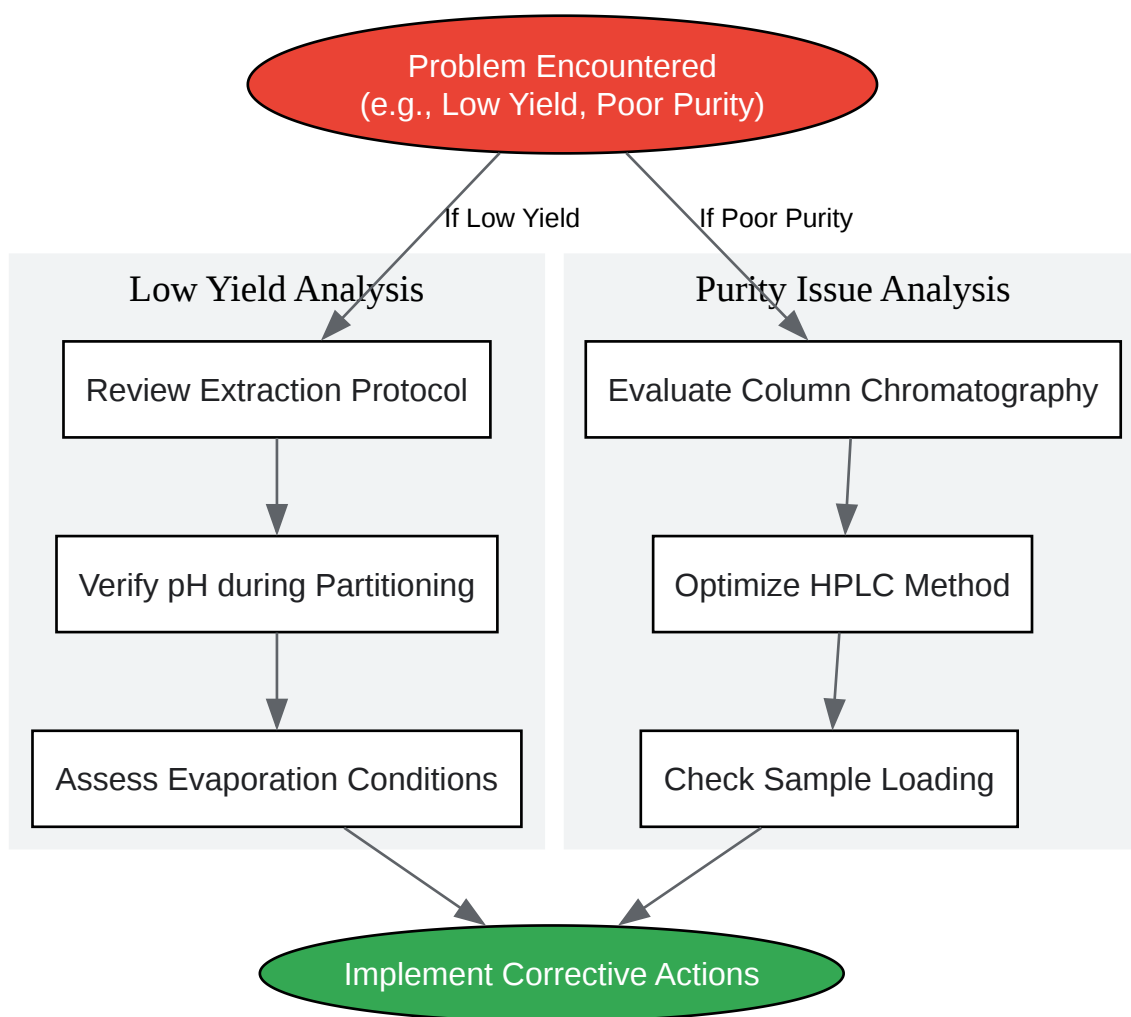 Problem Encountered
(e.g., Low Yield, Poor Purity)
If Low Yield
If Poor Purity
Low Yield Analysis
Purity Issue Analysis
Review Extraction Protocol
Evaluate Column Chromatography
Verify pH during Partitioning
Optimize HPLC Method
Assess Evaporation Conditions
Check Sample Loading
Implement Corrective Actions